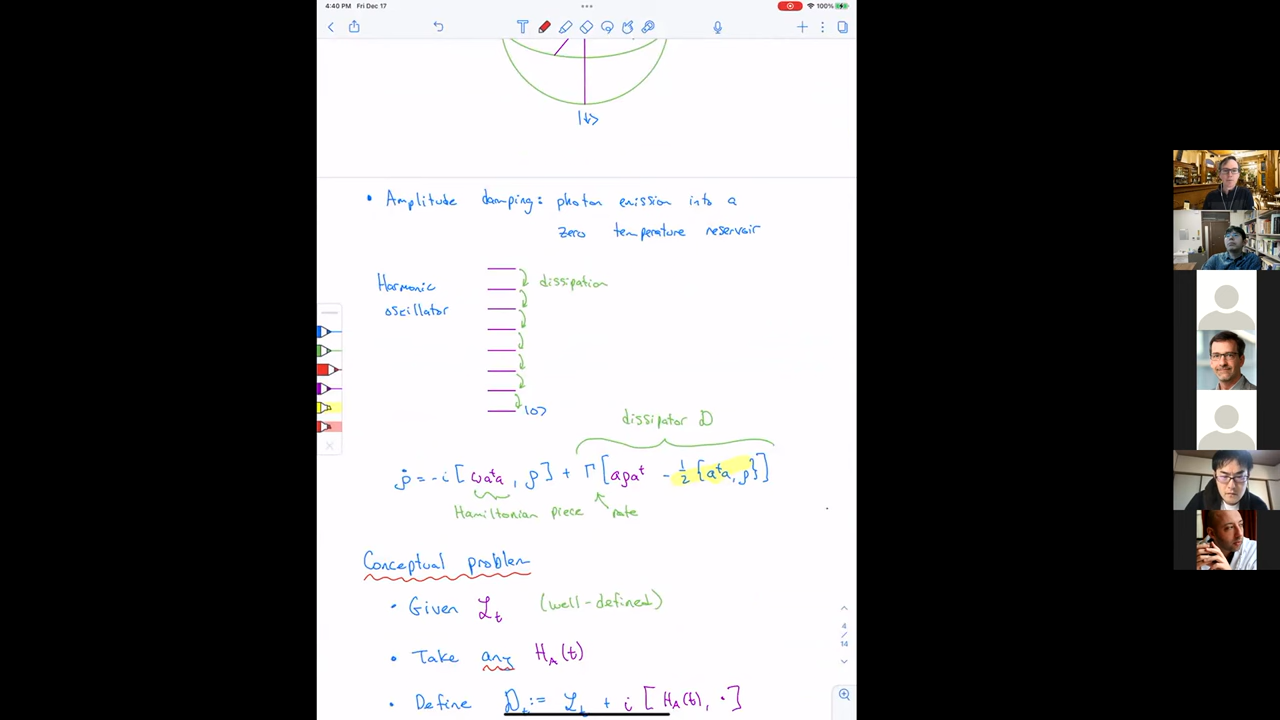 4:40 PM Fri Dec 17
100%
|↓>
• Amplitude damping: photon emission into a
zero temperature reservoir
Harmonic
oscillator
dissipation
|0>
dissipator D
ρ̇ = -i [ωa†a, ρ] + Γ[aρa† - 1/2 {a†a, ρ}]
Hamiltonian piece
rate
Conceptual problem
• Given ℒt (well-defined)
• Take any HA(t)
• Define Dt := ℒt + i [HA(t), ·]
4
/
14